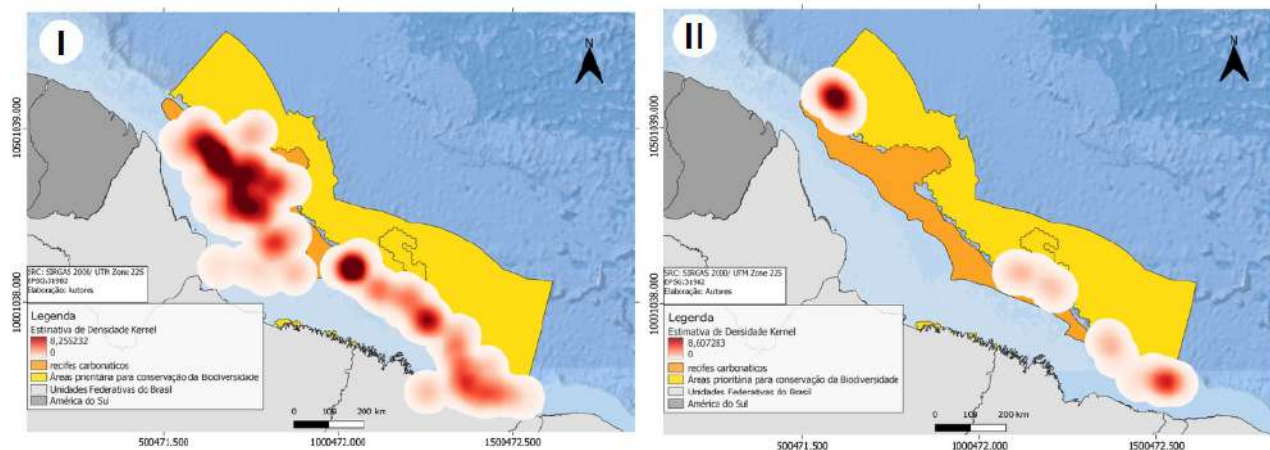 I
N
10501039.000
10001038.000
SRC: SIRGAS 2000/ UTM Zone 22S
EPSG:31982
Elaboração: Autores
Legenda
Estimativa de Densidade Kernel
8,255232
0
recifes carbonaticos
Áreas prioritária para conservação da Biodiversidade
Unidades Federativas do Brasil
América do Sul
0 100 200 km
500471.500 1000472.000 1500472.500
II
N
10501039.000
10001038.000
SRC: SIRGAS 2000/ UTM Zone 22S
EPSG:31982
Elaboração: Autores
Legenda
Estimativa de Densidade Kernel
8,607283
0
recifes carbonaticos
Áreas prioritária para conservação da Biodiversidade
Unidades Federativas do Brasil
América do Sul
0 100 200 km
500471.500 1000472.000 1500472.500